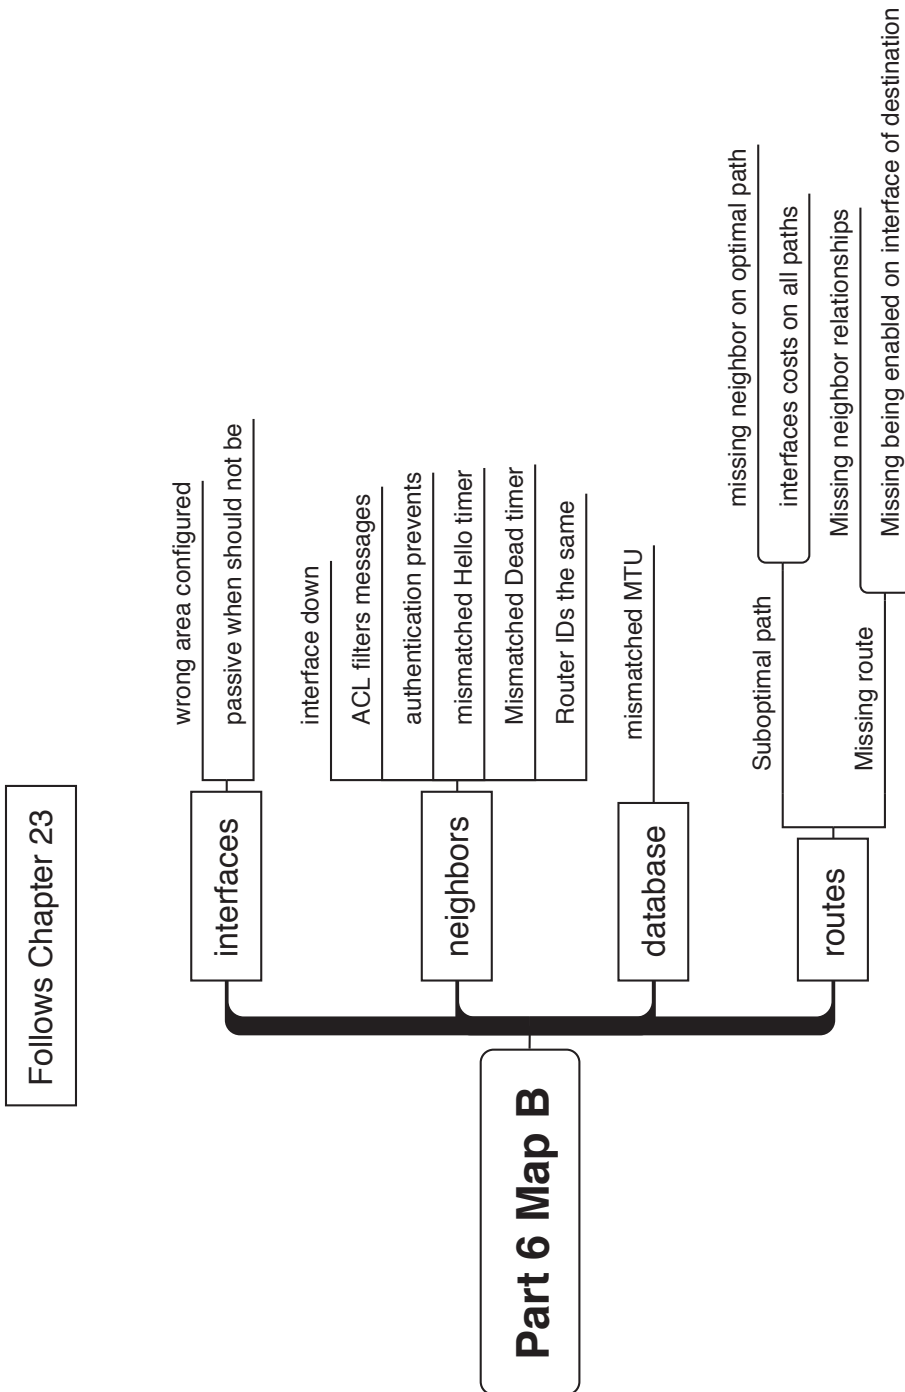 Follows Chapter 23
Part 6 Map B
interfaces
wrong area configured
passive when should not be
neighbors
interface down
ACL filters messages
authentication prevents
mismatched Hello timer
Mismatched Dead timer
Router IDs the same
database
mismatched MTU
routes
Suboptimal path
missing neighbor on optimal path
interfaces costs on all paths
Missing route
Missing neighbor relationships
Missing being enabled on interface of destination